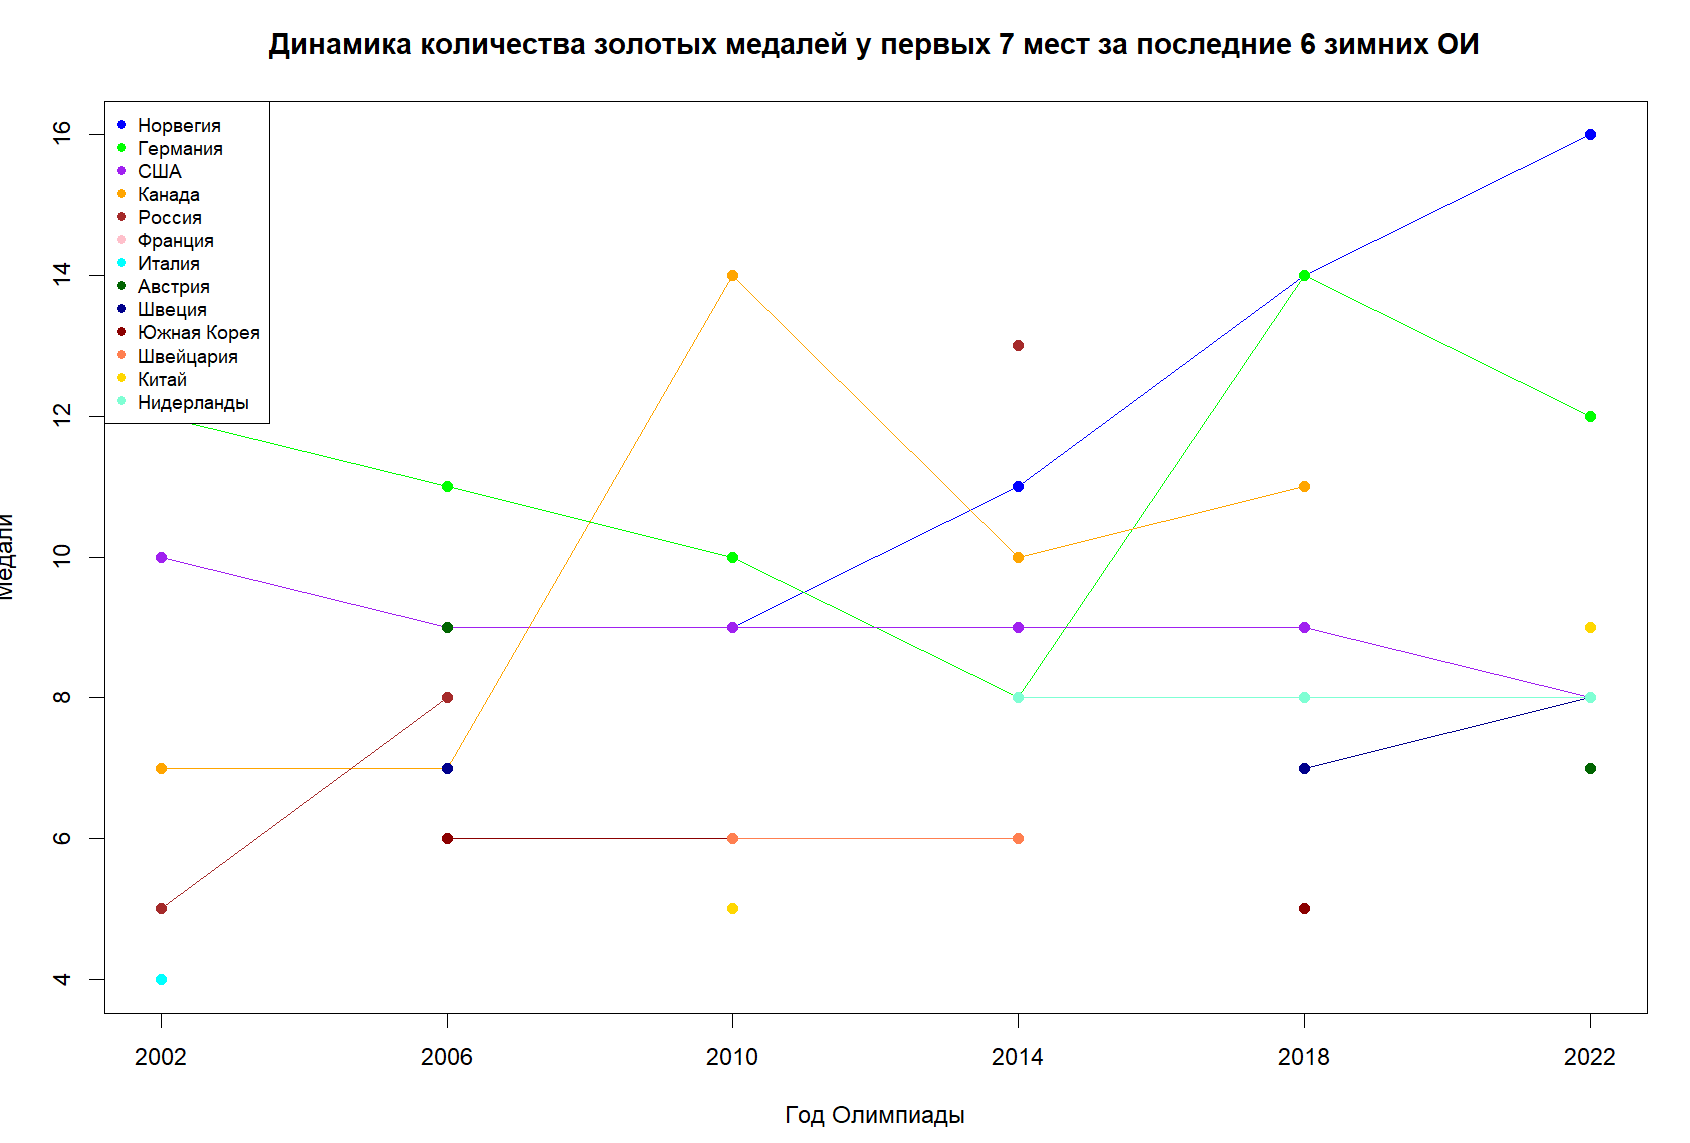 Динамика количества золотых медалей у первых 7 мест за последние 6 зимних ОИ
16
14
12
10
8
6
4
Медали
Норвегия
Германия
США
Канада
Россия
Франция
Италия
Австрия
Швеция
Южная Корея
Швейцария
Китай
Нидерланды
2002
2006
2010
2014
2018
2022
Год Олимпиады